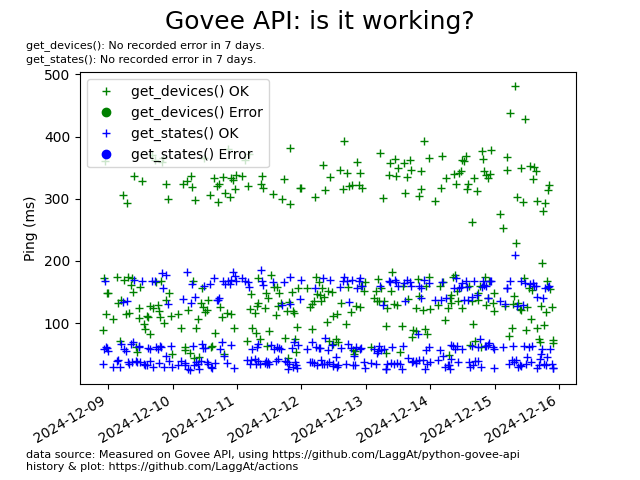 Govee API: is it working?
get_devices(): No recorded error in 7 days.
get_states(): No recorded error in 7 days.
500
400
300
200
100
Ping (ms)
get_devices() OK
get_devices() Error
get_states() OK
get_states() Error
2024-12-09
2024-12-10
2024-12-11
2024-12-12
2024-12-13
2024-12-14
2024-12-15
2024-12-16
data source: Measured on Govee API, using https://github.com/LaggAt/python-govee-api
history & plot: https://github.com/LaggAt/actions